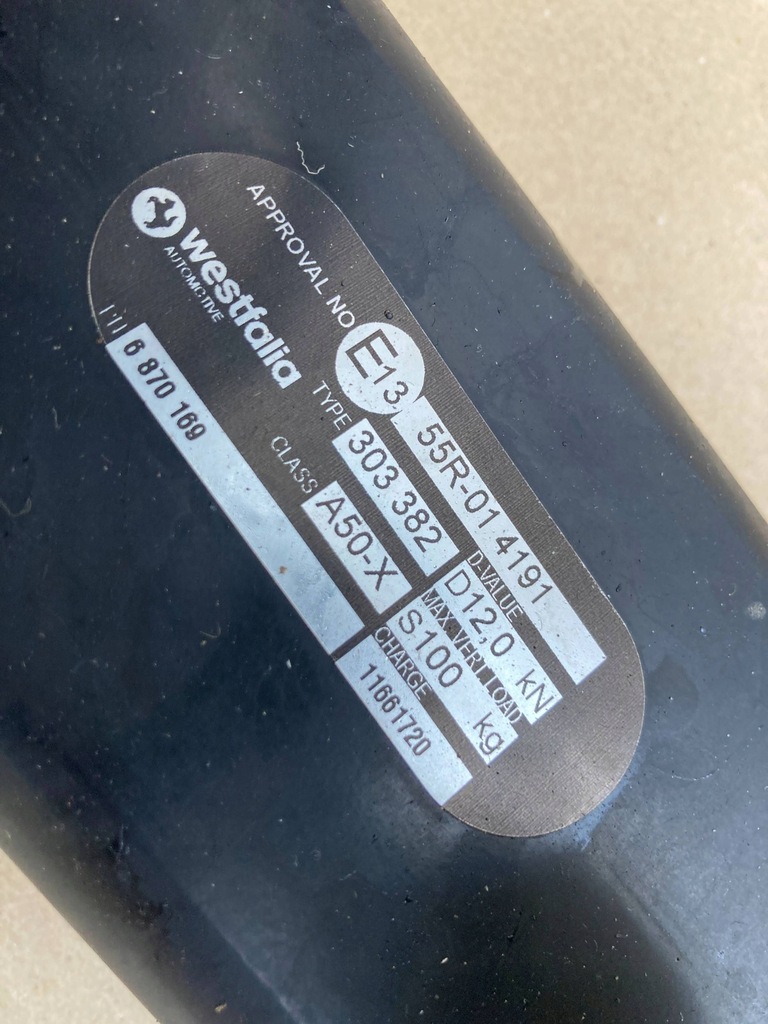 Westfalia
AUTOMOTIVE
APPROVAL NO
E13 55R-01 4191
TYPE
303 382
D-VALUE
D12,0 kN
CLASS
A50-X
MAX.VERT.LOAD
S100 kg
6 870 169
CHARGE
11661720